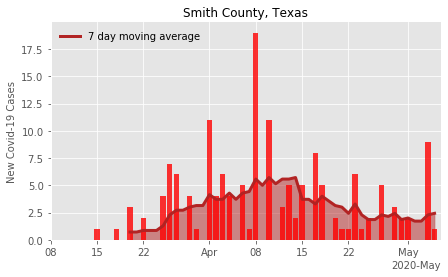 Smith County, Texas
7 day moving average
New Covid-19 Cases
17.5
15.0
12.5
10.0
7.5
5.0
2.5
0.0
08
15
22
Apr
08
15
22
May
2020-May